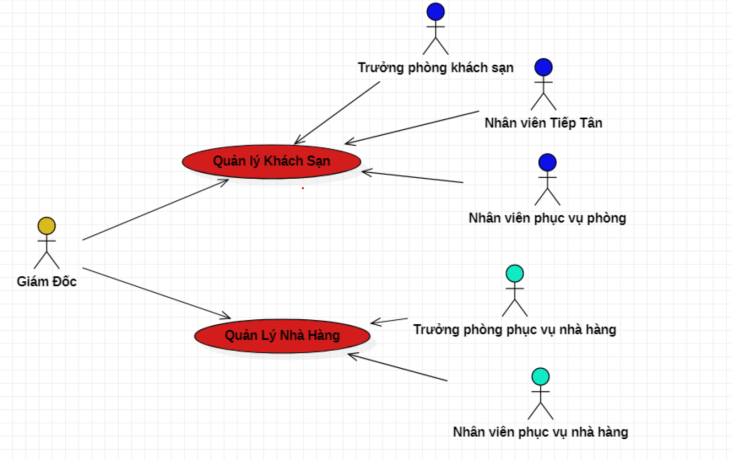 Trưởng phòng khách sạn
Nhân viên Tiếp Tân
Quản lý Khách Sạn
Nhân viên phục vụ phòng
Giám Đốc
Trưởng phòng phục vụ nhà hàng
Quản Lý Nhà Hàng
Nhân viên phục vụ nhà hàng